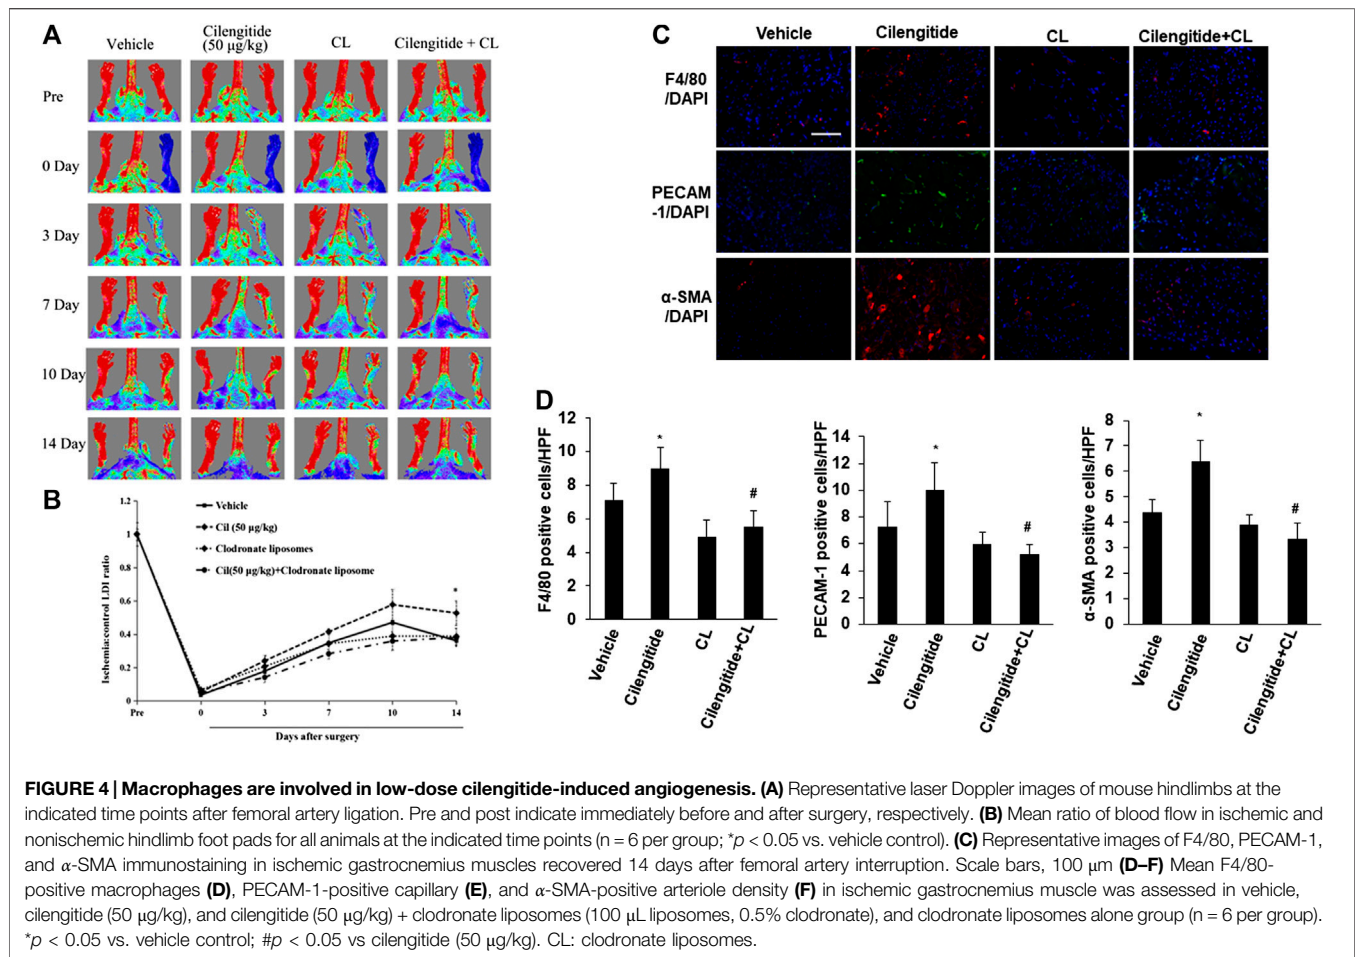 A
Vehicle
Cilengitide
(50 µg/kg)
CL
Cilengitide + CL
Pre
0 Day
3 Day
7 Day
10 Day
14 Day
B
1.2
1
0.8
0.6
0.4
0.2
0
Ischemia:control LDI ratio
Vehicle
Cil (50 µg/kg)
Clodronate liposomes
Cil(50 µg/kg)+Clodronate liposome
*
Pre
0
3
7
10
14
Days after surgery
C
Vehicle
Cilengitide
CL
Cilengitide+CL
F4/80
/DAPI
PECAM
-1/DAPI
α-SMA
/DAPI
D
F4/80 positive cells/HPF
12
10
8
6
4
2
0
*
#
Vehicle
Cilengitide
CL
Cilengitide+CL
PECAM-1 positive cells/HPF
14
12
10
8
6
4
2
0
*
#
Vehicle
Cilengitide
CL
Cilengitide+CL
α-SMA positive cells/HPF
8
7
6
5
4
3
2
1
0
*
#
Vehicle
Cilengitide
CL
Cilengitide+CL
FIGURE 4 | Macrophages are involved in low-dose cilengitide-induced angiogenesis. (A) Representative laser Doppler images of mouse hindlimbs at the
indicated time points after femoral artery ligation. Pre and post indicate immediately before and after surgery, respectively. (B) Mean ratio of blood flow in ischemic and
nonischemic hindlimb foot pads for all animals at the indicated time points (n = 6 per group; *p < 0.05 vs. vehicle control). (C) Representative images of F4/80, PECAM-1,
and α-SMA immunostaining in ischemic gastrocnemius muscles recovered 14 days after femoral artery interruption. Scale bars, 100 µm (D–F) Mean F4/80-
positive macrophages (D), PECAM-1-positive capillary (E), and α-SMA-positive arteriole density (F) in ischemic gastrocnemius muscle was assessed in vehicle,
cilengitide (50 µg/kg), and cilengitide (50 µg/kg) + clodronate liposomes (100 µL liposomes, 0.5% clodronate), and clodronate liposomes alone group (n = 6 per group).
*p < 0.05 vs. vehicle control; #p < 0.05 vs cilengitide (50 µg/kg). CL: clodronate liposomes.